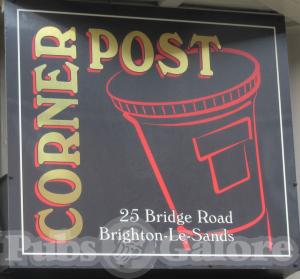 CORNER
POST
25 Bridge Road
Brighton-Le-Sands
Pubs Galore